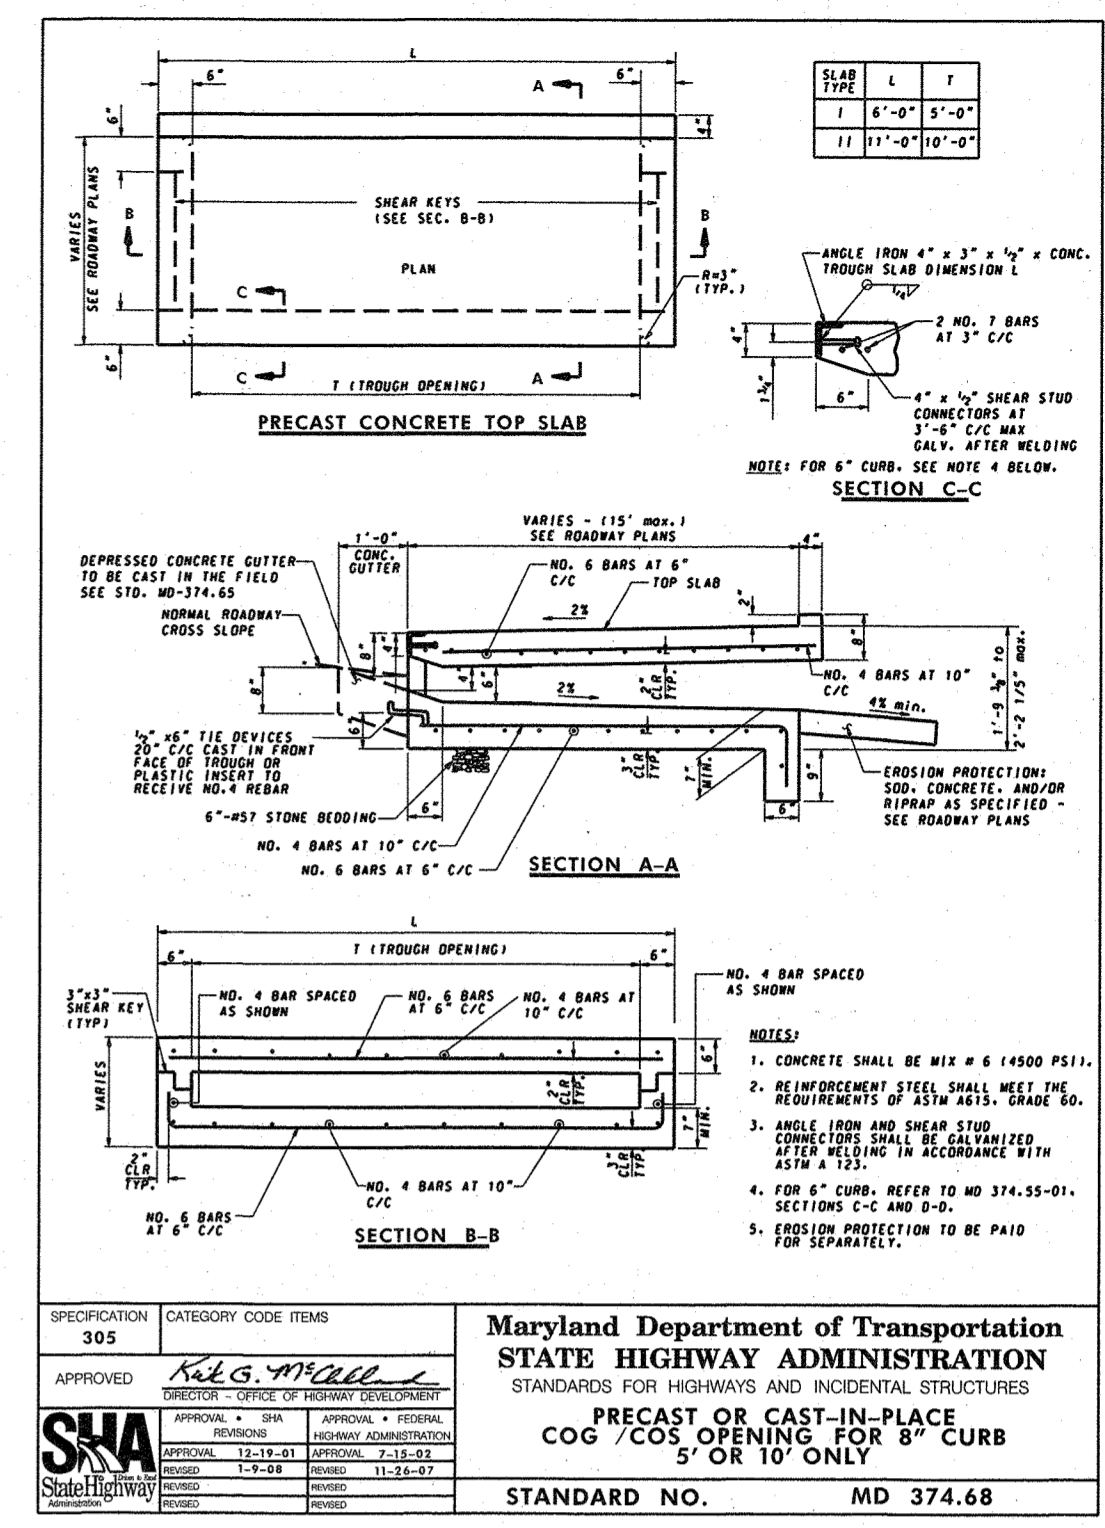 L
6"
A
6"
6"
4"
VARIES
SEE ROADWAY PLANS
B
SHEAR KEYS
(SEE SEC. B-B)
B
PLAN
R=3"
(TYP.)
C
6"
C
T (TROUGH OPENING)
A
PRECAST CONCRETE TOP SLAB
SLAB TYPE L T
I 6'-0" 5'-0"
II 11'-0" 10'-0"
ANGLE IRON 4" x 3" x 1/2" x CONC.
TROUGH SLAB DIMENSION L
1/4
2 NO. 7 BARS
AT 3" C/C
4"
1 3/4"
6"
4" x 1/2" SHEAR STUD
CONNECTORS AT
3'-6" C/C MAX
GALV. AFTER WELDING
NOTE: FOR 6" CURB. SEE NOTE 4 BELOW.
SECTION C-C
VARIES - (15' max.)
SEE ROADWAY PLANS
1'-0"
CONC.
GUTTER
4"
DEPRESSED CONCRETE GUTTER
TO BE CAST IN THE FIELD
SEE STD. MD-374.65
NO. 6 BARS AT 6"
C/C
TOP SLAB
NORMAL ROADWAY
CROSS SLOPE
2%
2"
8"
8"
4"
8"
4"
6"
2%
2"
CLR
TYP.
NO. 4 BARS AT 10"
C/C
4% min.
1'-9 3/8" to
2'-2 1/5" max.
6"
1/2" x6" TIE DEVICES
20" C/C CAST IN FRONT
FACE OF TROUGH OR
PLASTIC INSERT TO
RECEIVE NO.4 REBAR
3"
CLR
TYP.
7"
MIN.
9"
EROSION PROTECTION:
SOD. CONCRETE. AND/OR
RIPRAP AS SPECIFIED -
SEE ROADWAY PLANS
6"
6"
6"-#57 STONE BEDDING
NO. 4 BARS AT 10" C/C
NO. 6 BARS AT 6" C/C
SECTION A-A
L
T (TROUGH OPENING)
6"
6"
3"x3"
SHEAR KEY
(TYP)
NO. 4 BAR SPACED
AS SHOWN
NO. 6 BARS
AT 6" C/C
NO. 4 BARS AT
10" C/C
NO. 4 BAR SPACED
AS SHOWN
VARIES
6"
2"
CLR
TYP.
7"
MIN.
3"
CLR
TYP.
2"
CLR
TYP.
NO. 4 BARS AT 10"
C/C
NO. 6 BARS
AT 6" C/C
SECTION B-B
NOTES:
1. CONCRETE SHALL BE MIX # 6 (4500 PSI).
2. REINFORCEMENT STEEL SHALL MEET THE
REQUIREMENTS OF ASTM A615. GRADE 60.
3. ANGLE IRON AND SHEAR STUD
CONNECTORS SHALL BE GALVANIZED
AFTER WELDING IN ACCORDANCE WITH
ASTM A 123.
4. FOR 6" CURB. REFER TO MD 374.55-01.
SECTIONS C-C AND D-D.
5. EROSION PROTECTION TO BE PAID
FOR SEPARATELY.
SPECIFICATION
305
CATEGORY CODE ITEMS
APPROVED
Kirk G. McClelland
DIRECTOR - OFFICE OF HIGHWAY DEVELOPMENT
SHA
Driven to Excel
StateHighway
Administration
APPROVAL • SHA
REVISIONS
APPROVAL • FEDERAL
HIGHWAY ADMINISTRATION
APPROVAL 12-19-01 APPROVAL 7-15-02
REVISED 1-9-08 REVISED 11-26-07
REVISED REVISED
REVISED REVISED
Maryland Department of Transportation
STATE HIGHWAY ADMINISTRATION
STANDARDS FOR HIGHWAYS AND INCIDENTAL STRUCTURES
PRECAST OR CAST-IN-PLACE
COG /COS OPENING FOR 8" CURB
5' OR 10' ONLY
STANDARD NO. MD 374.68